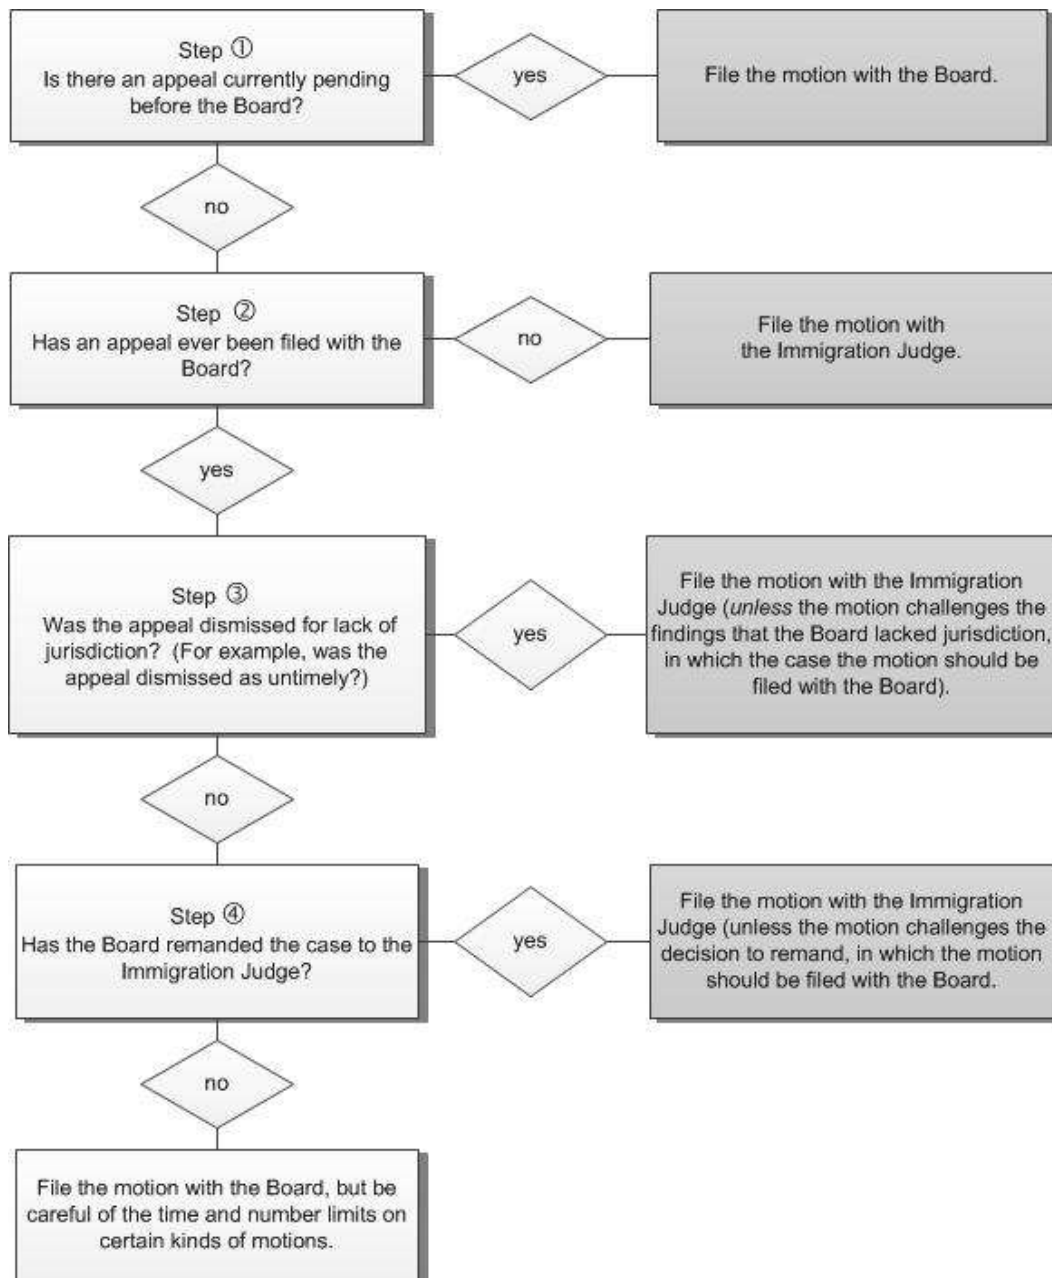 Step ①
Is there an appeal currently pending
before the Board?
yes
File the motion with the Board.
no
Step ②
Has an appeal ever been filed with the
Board?
no
File the motion with
the Immigration Judge.
yes
Step ③
Was the appeal dismissed for lack of
jurisdiction? (For example, was the
appeal dismissed as untimely?)
yes
File the motion with the Immigration
Judge (unless the motion challenges the
findings that the Board lacked jurisdiction,
in which the case the motion should be
filed with the Board).
no
Step ④
Has the Board remanded the case to the
Immigration Judge?
yes
File the motion with the Immigration
Judge (unless the motion challenges the
decision to remand, in which the motion
should be filed with the Board.
no
File the motion with the Board, but be
careful of the time and number limits on
certain kinds of motions.